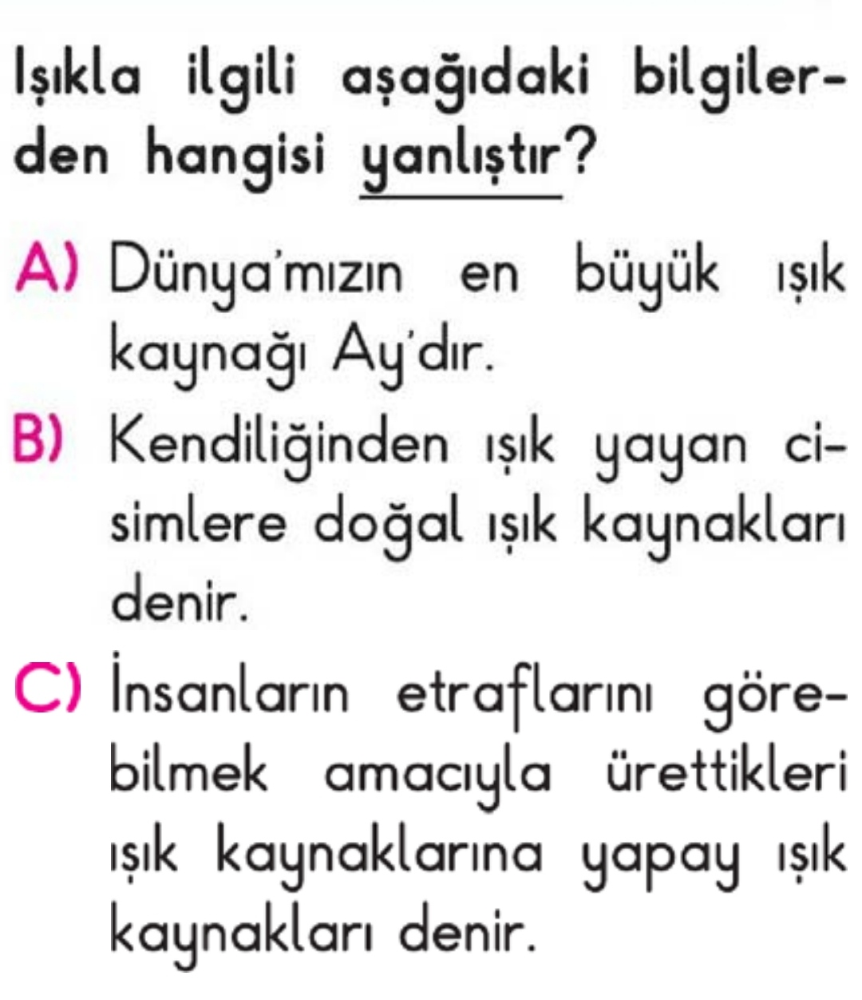 Işıkla ilgili aşağıdaki bilgiler-
den hangisi yanlıştır?
A) Dünya'mızın en büyük ışık
kaynağı Ay'dır.
B) Kendiliğinden ışık yayan ci-
simlere doğal ışık kaynakları
denir.
C) İnsanların etraflarını göre-
bilmek amacıyla ürettikleri
ışık kaynaklarına yapay ışık
kaynakları denir.